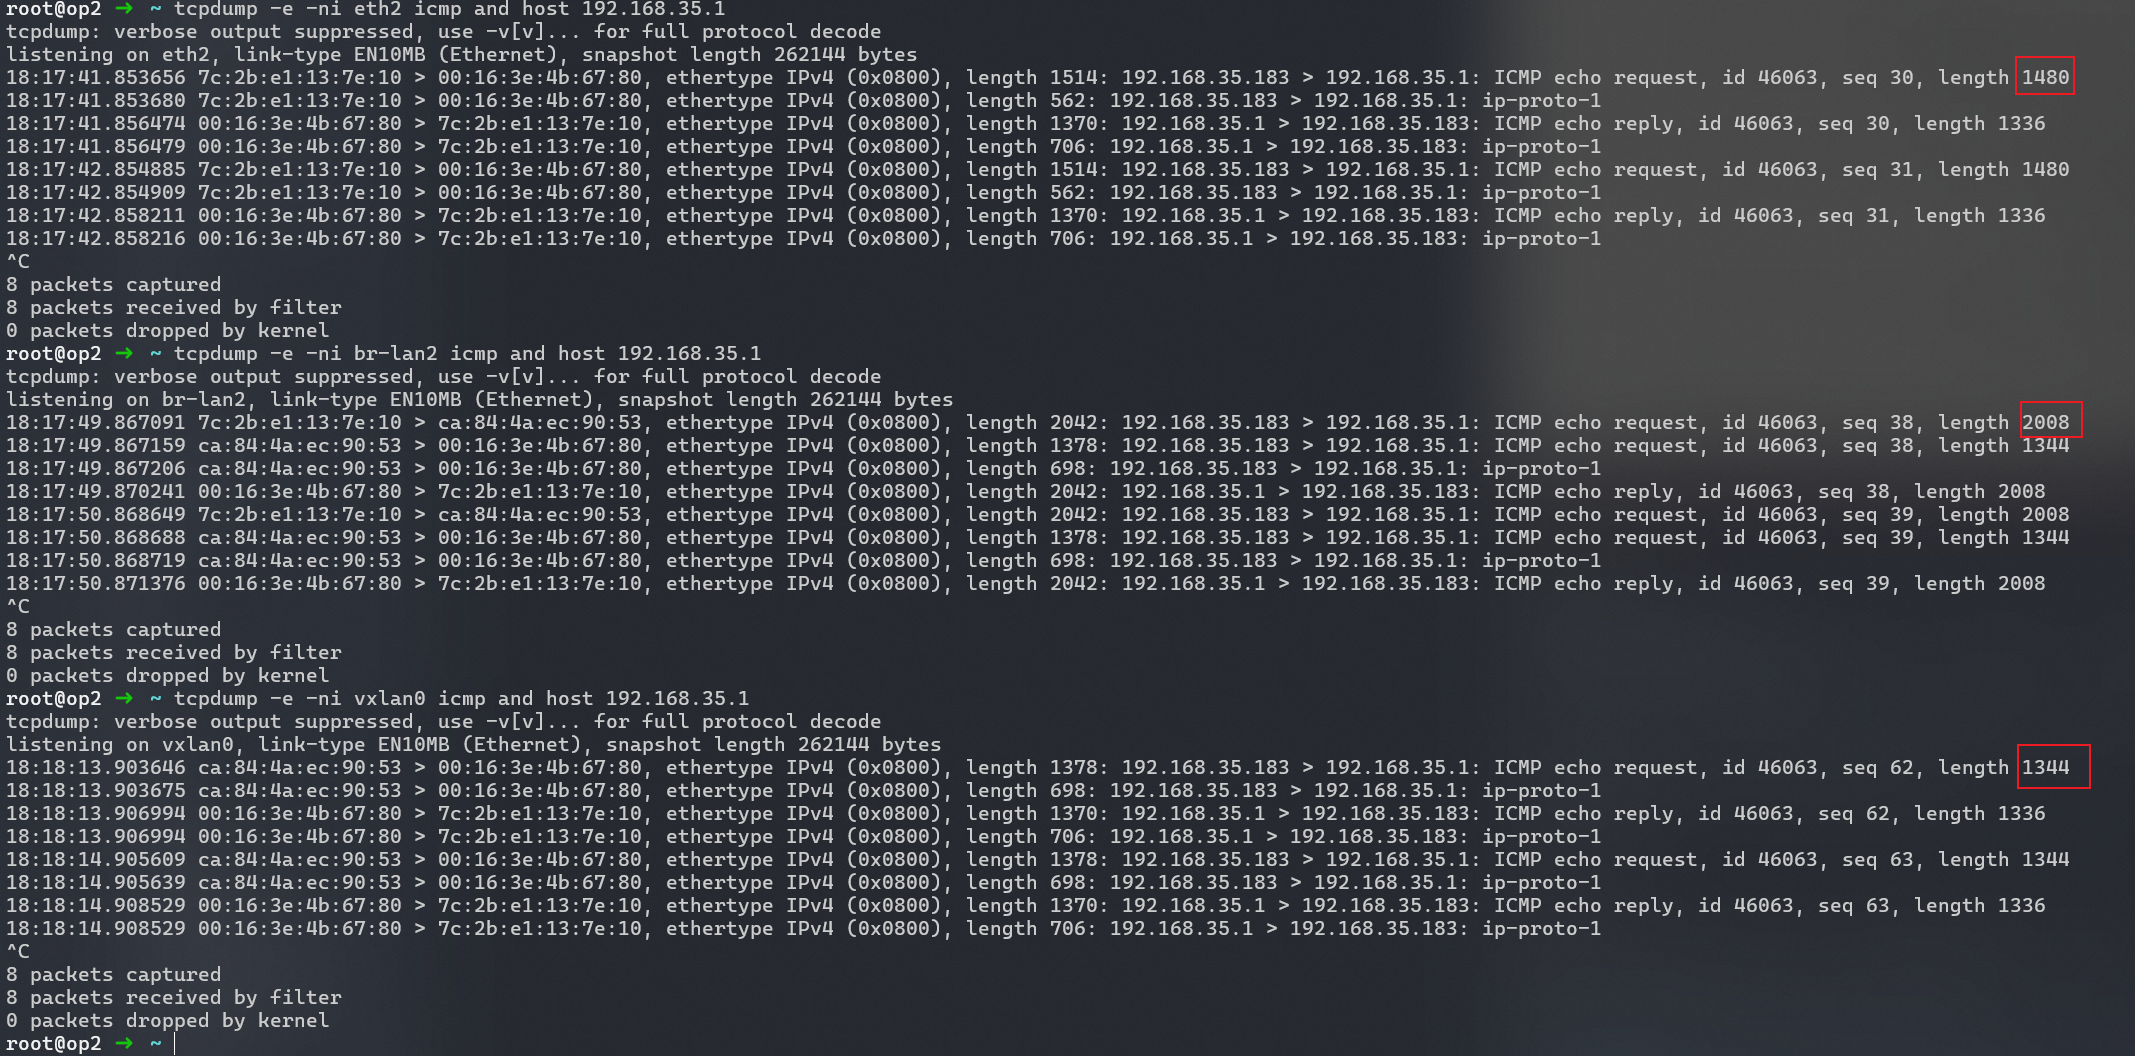 root@op2 → ~ tcpdump -e -ni eth2 icmp and host 192.168.35.1
tcpdump: verbose output suppressed, use -v[v]... for full protocol decode
listening on eth2, link-type EN10MB (Ethernet), snapshot length 262144 bytes
18:17:41.853656 7c:2b:e1:13:7e:10 > 00:16:3e:4b:67:80, ethertype IPv4 (0x0800), length 1514: 192.168.35.183 > 192.168.35.1: ICMP echo request, id 46063, seq 30, length 1480
18:17:41.853680 7c:2b:e1:13:7e:10 > 00:16:3e:4b:67:80, ethertype IPv4 (0x0800), length 562: 192.168.35.183 > 192.168.35.1: ip-proto-1
18:17:41.856474 00:16:3e:4b:67:80 > 7c:2b:e1:13:7e:10, ethertype IPv4 (0x0800), length 1370: 192.168.35.1 > 192.168.35.183: ICMP echo reply, id 46063, seq 30, length 1336
18:17:41.856479 00:16:3e:4b:67:80 > 7c:2b:e1:13:7e:10, ethertype IPv4 (0x0800), length 706: 192.168.35.1 > 192.168.35.183: ip-proto-1
18:17:42.854885 7c:2b:e1:13:7e:10 > 00:16:3e:4b:67:80, ethertype IPv4 (0x0800), length 1514: 192.168.35.183 > 192.168.35.1: ICMP echo request, id 46063, seq 31, length 1480
18:17:42.854909 7c:2b:e1:13:7e:10 > 00:16:3e:4b:67:80, ethertype IPv4 (0x0800), length 562: 192.168.35.183 > 192.168.35.1: ip-proto-1
18:17:42.858211 00:16:3e:4b:67:80 > 7c:2b:e1:13:7e:10, ethertype IPv4 (0x0800), length 1370: 192.168.35.1 > 192.168.35.183: ICMP echo reply, id 46063, seq 31, length 1336
18:17:42.858216 00:16:3e:4b:67:80 > 7c:2b:e1:13:7e:10, ethertype IPv4 (0x0800), length 706: 192.168.35.1 > 192.168.35.183: ip-proto-1
^C
8 packets captured
8 packets received by filter
0 packets dropped by kernel
root@op2 → ~ tcpdump -e -ni br-lan2 icmp and host 192.168.35.1
tcpdump: verbose output suppressed, use -v[v]... for full protocol decode
listening on br-lan2, link-type EN10MB (Ethernet), snapshot length 262144 bytes
18:17:49.867091 7c:2b:e1:13:7e:10 > ca:84:4a:ec:90:53, ethertype IPv4 (0x0800), length 2042: 192.168.35.183 > 192.168.35.1: ICMP echo request, id 46063, seq 38, length 2008
18:17:49.867159 ca:84:4a:ec:90:53 > 00:16:3e:4b:67:80, ethertype IPv4 (0x0800), length 1378: 192.168.35.183 > 192.168.35.1: ICMP echo request, id 46063, seq 38, length 1344
18:17:49.867206 ca:84:4a:ec:90:53 > 00:16:3e:4b:67:80, ethertype IPv4 (0x0800), length 698: 192.168.35.183 > 192.168.35.1: ip-proto-1
18:17:49.870241 00:16:3e:4b:67:80 > 7c:2b:e1:13:7e:10, ethertype IPv4 (0x0800), length 2042: 192.168.35.1 > 192.168.35.183: ICMP echo reply, id 46063, seq 38, length 2008
18:17:50.868649 7c:2b:e1:13:7e:10 > ca:84:4a:ec:90:53, ethertype IPv4 (0x0800), length 2042: 192.168.35.183 > 192.168.35.1: ICMP echo request, id 46063, seq 39, length 2008
18:17:50.868688 ca:84:4a:ec:90:53 > 00:16:3e:4b:67:80, ethertype IPv4 (0x0800), length 1378: 192.168.35.183 > 192.168.35.1: ICMP echo request, id 46063, seq 39, length 1344
18:17:50.868719 ca:84:4a:ec:90:53 > 00:16:3e:4b:67:80, ethertype IPv4 (0x0800), length 698: 192.168.35.183 > 192.168.35.1: ip-proto-1
18:17:50.871376 00:16:3e:4b:67:80 > 7c:2b:e1:13:7e:10, ethertype IPv4 (0x0800), length 2042: 192.168.35.1 > 192.168.35.183: ICMP echo reply, id 46063, seq 39, length 2008
^C
8 packets captured
8 packets received by filter
0 packets dropped by kernel
root@op2 → ~ tcpdump -e -ni vxlan0 icmp and host 192.168.35.1
tcpdump: verbose output suppressed, use -v[v]... for full protocol decode
listening on vxlan0, link-type EN10MB (Ethernet), snapshot length 262144 bytes
18:18:13.903646 ca:84:4a:ec:90:53 > 00:16:3e:4b:67:80, ethertype IPv4 (0x0800), length 1378: 192.168.35.183 > 192.168.35.1: ICMP echo request, id 46063, seq 62, length 1344
18:18:13.903675 ca:84:4a:ec:90:53 > 00:16:3e:4b:67:80, ethertype IPv4 (0x0800), length 698: 192.168.35.183 > 192.168.35.1: ip-proto-1
18:18:13.906994 00:16:3e:4b:67:80 > 7c:2b:e1:13:7e:10, ethertype IPv4 (0x0800), length 1370: 192.168.35.1 > 192.168.35.183: ICMP echo reply, id 46063, seq 62, length 1336
18:18:13.906994 00:16:3e:4b:67:80 > 7c:2b:e1:13:7e:10, ethertype IPv4 (0x0800), length 706: 192.168.35.1 > 192.168.35.183: ip-proto-1
18:18:14.905609 ca:84:4a:ec:90:53 > 00:16:3e:4b:67:80, ethertype IPv4 (0x0800), length 1378: 192.168.35.183 > 192.168.35.1: ICMP echo request, id 46063, seq 63, length 1344
18:18:14.905639 ca:84:4a:ec:90:53 > 00:16:3e:4b:67:80, ethertype IPv4 (0x0800), length 698: 192.168.35.183 > 192.168.35.1: ip-proto-1
18:18:14.908529 00:16:3e:4b:67:80 > 7c:2b:e1:13:7e:10, ethertype IPv4 (0x0800), length 1370: 192.168.35.1 > 192.168.35.183: ICMP echo reply, id 46063, seq 63, length 1336
18:18:14.908529 00:16:3e:4b:67:80 > 7c:2b:e1:13:7e:10, ethertype IPv4 (0x0800), length 706: 192.168.35.1 > 192.168.35.183: ip-proto-1
^C
8 packets captured
8 packets received by filter
0 packets dropped by kernel
root@op2 → ~